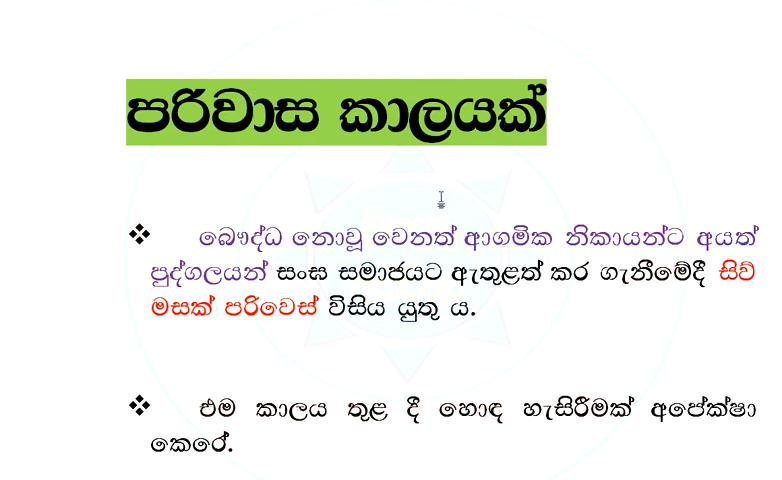 පරිවාස කාලයක්
❖ බෞද්ධ නොවූ වෙනත් ආගමික නිකායන්ට අයත්
පුද්ගලයන් සංඝ සමාජයට ඇතුළත් කර ගැනීමේදී සිව්
මසක් පරිවෙස් විසිය යුතු ය.
❖ එම කාලය තුළ දී හොඳ හැසිරීමක් අපේක්ෂා
කෙරේ.